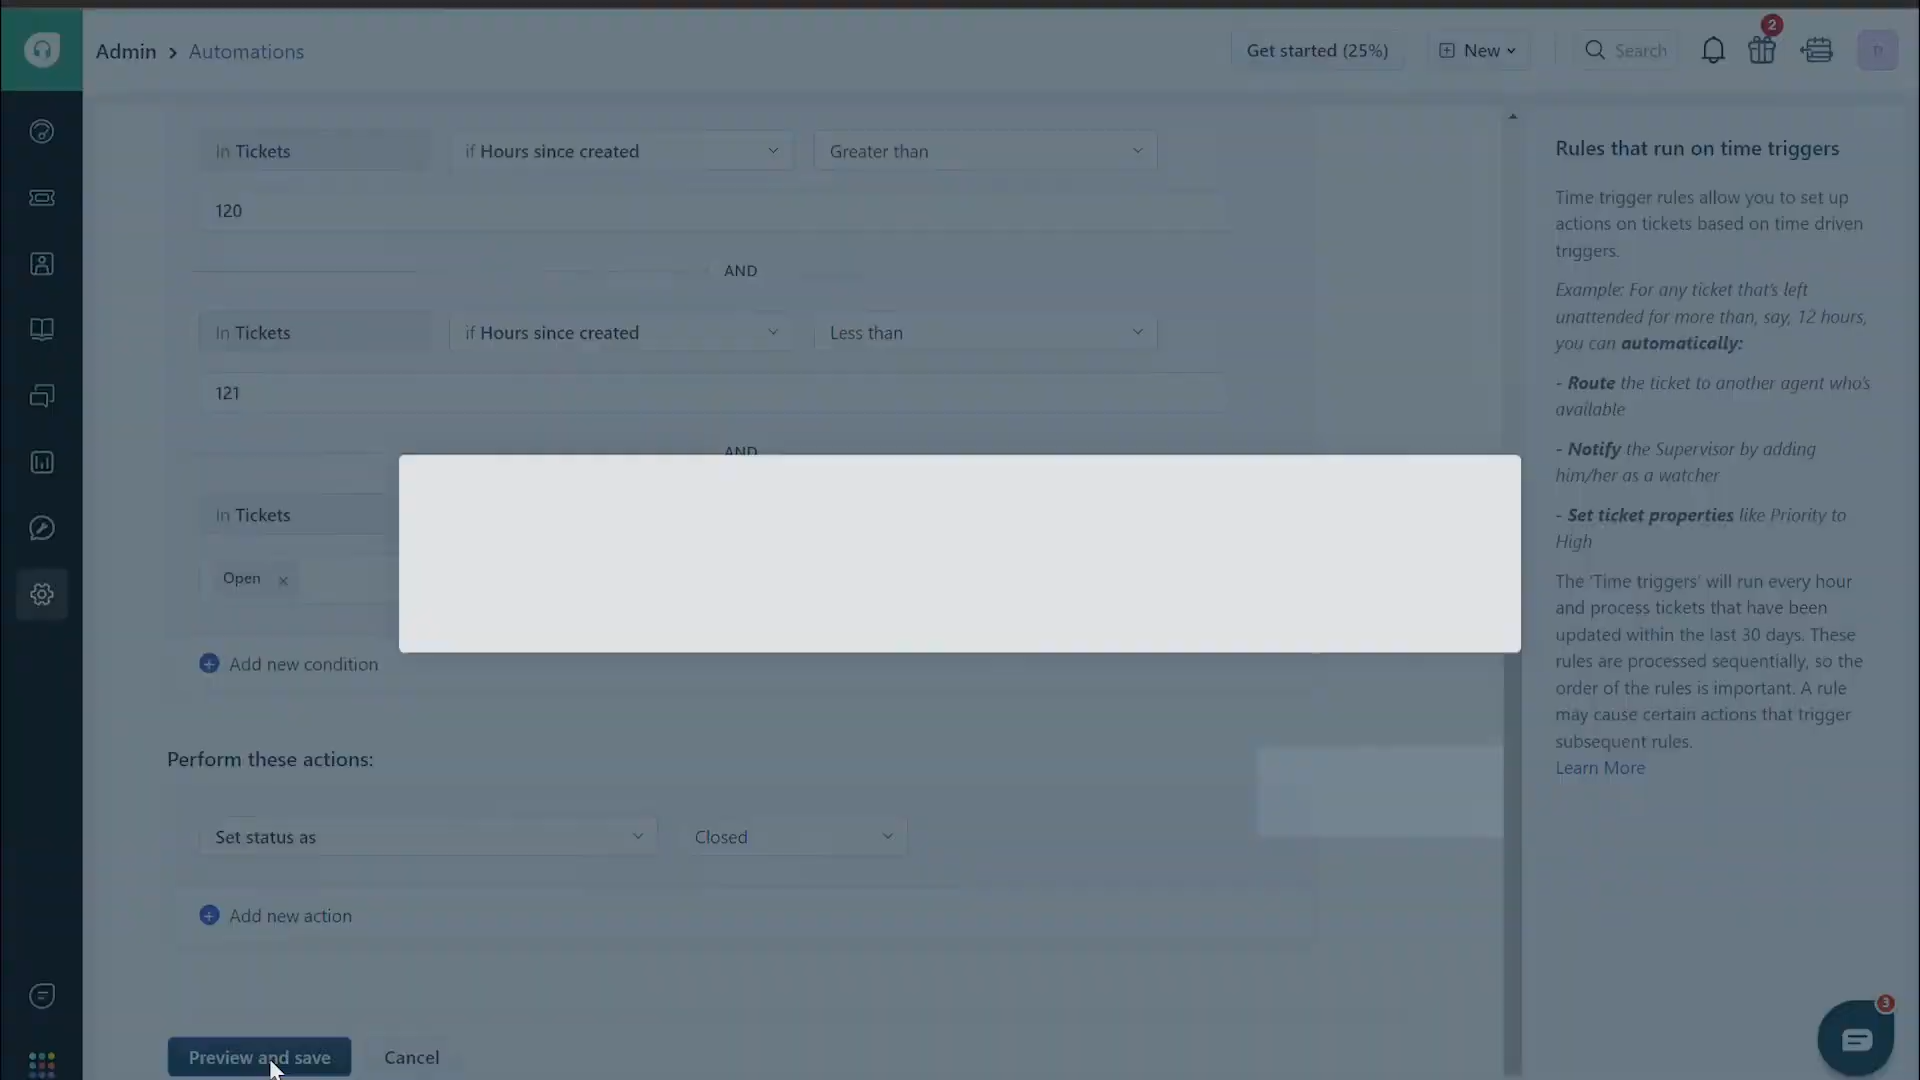 Admin > Automations
Get started (25%)
New
Search
2
In Tickets
if Hours since created
Greater than
120
AND
In Tickets
if Hours since created
Less than
121
AND
In Tickets
Open ×
Add new condition
Perform these actions:
Set status as
Closed
Add new action
Preview and save
Cancel
Rules that run on time triggers
Time trigger rules allow you to set up
actions on tickets based on time driven
triggers.
Example: For any ticket that's left
unattended for more than, say, 12 hours,
you can automatically:
- Route the ticket to another agent who's
available
- Notify the Supervisor by adding
him/her as a watcher
- Set ticket properties like Priority to
High
The 'Time triggers' will run every hour
and process tickets that have been
updated within the last 30 days. These
rules are processed sequentially, so the
order of the rules is important. A rule
may cause certain actions that trigger
subsequent rules.
Learn More
3